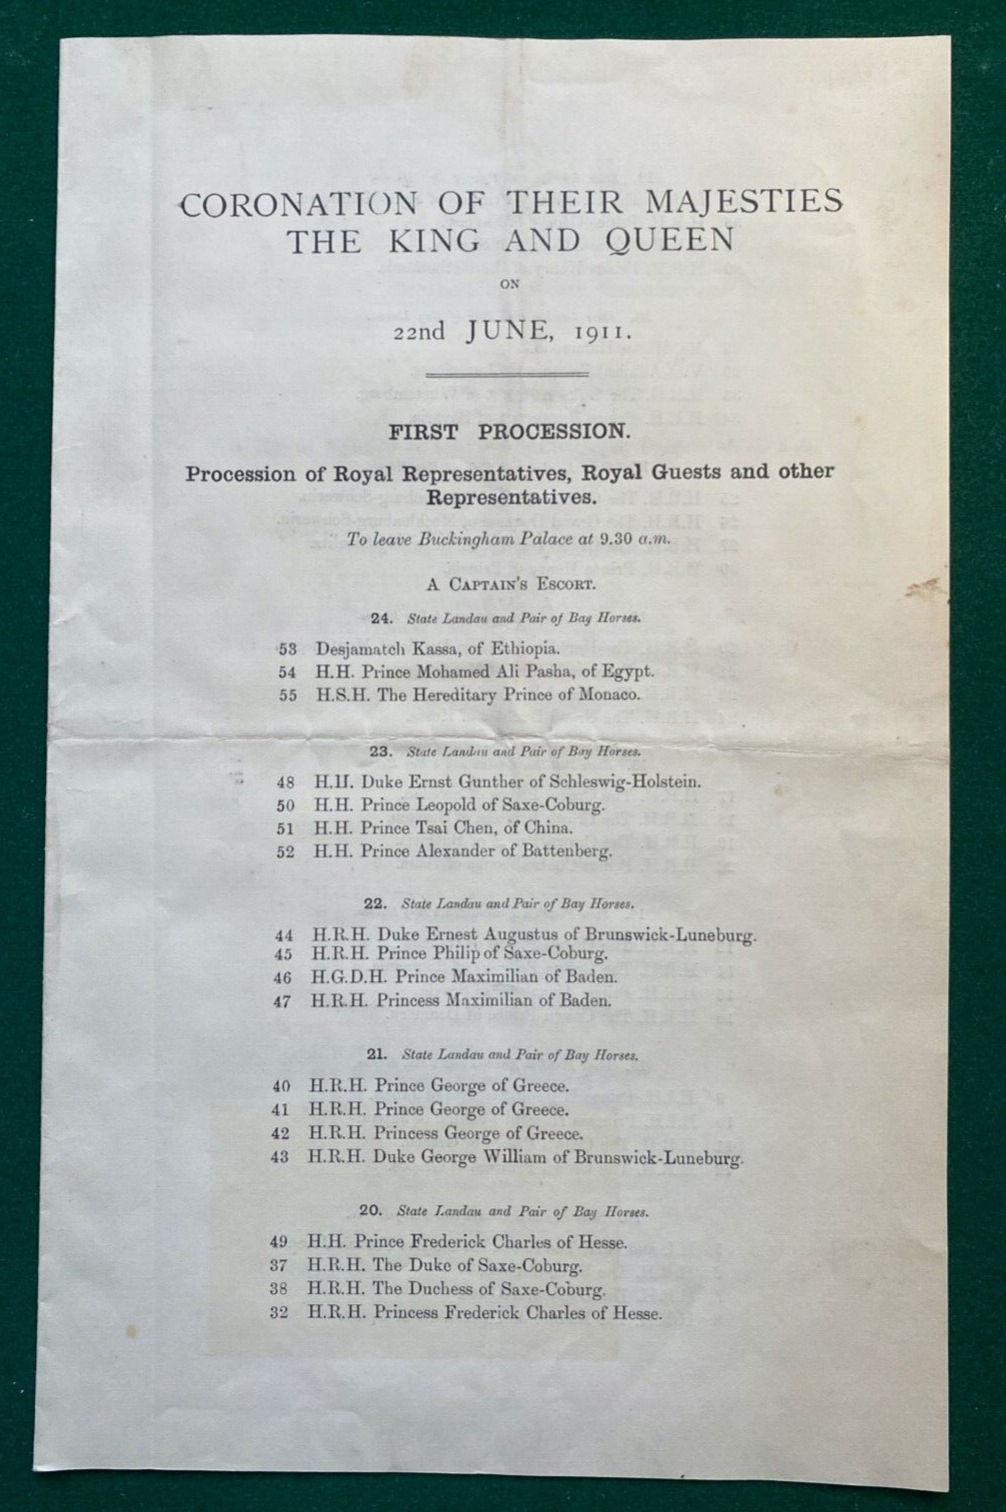 CORONATION OF THEIR MAJESTIES
THE KING AND QUEEN
ON
22nd JUNE, 1911.
FIRST PROCESSION.
Procession of Royal Representatives, Royal Guests and other
Representatives.
To leave Buckingham Palace at 9.30 a.m.
A CAPTAIN'S ESCORT.
24. State Landau and Pair of Bay Horses.
53 Desjamatch Kassa, of Ethiopia.
54 H.H. Prince Mohamed Ali Pasha, of Egypt.
55 H.S.H. The Hereditary Prince of Monaco.
23. State Landau and Pair of Bay Horses.
48 H.H. Duke Ernst Gunther of Schleswig-Holstein.
50 H.H. Prince Leopold of Saxe-Coburg.
51 H.H. Prince Tsai Chen, of China.
52 H.H. Prince Alexander of Battenberg.
22. State Landau and Pair of Bay Horses.
44 H.R.H. Duke Ernest Augustus of Brunswick-Luneburg.
45 H.R.H. Prince Philip of Saxe-Coburg.
46 H.G.D.H. Prince Maximilian of Baden.
47 H.R.H. Princess Maximilian of Baden.
21. State Landau and Pair of Bay Horses.
40 H.R.H. Prince George of Greece.
41 H.R.H. Prince George of Greece.
42 H.R.H. Princess George of Greece.
43 H.R.H. Duke George William of Brunswick-Luneburg.
20. State Landau and Pair of Bay Horses.
49 H.H. Prince Frederick Charles of Hesse.
37 H.R.H. The Duke of Saxe-Coburg.
38 H.R.H. The Duchess of Saxe-Coburg.
32 H.R.H. Princess Frederick Charles of Hesse.